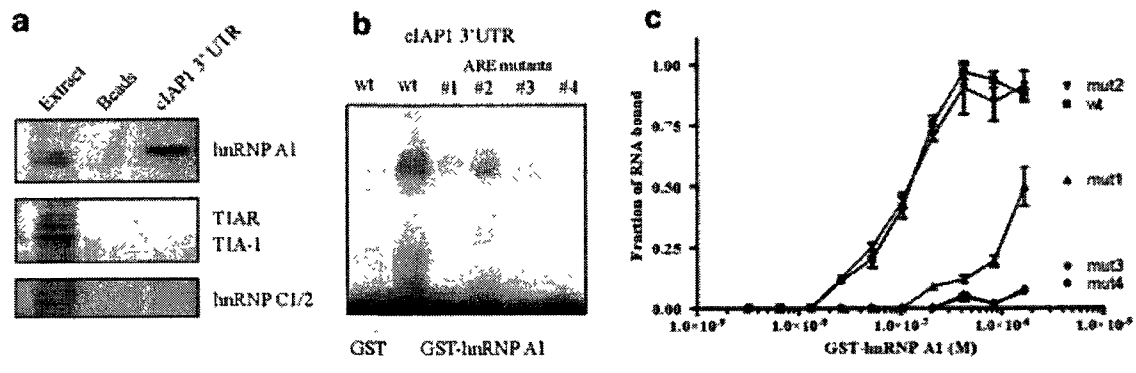 a
Extract
Beads
cIAP1 3'UTR
hnRNP A1
TIAR
TIA-1
hnRNP C1/2
b
cIAP1 3'UTR
ARE mutants
wt wt #1 #2 #3 #4
GST GST-hnRNP A1
c
Fraction of RNA bound
1.00
0.75
0.50
0.25
0.00
mut2
wt
mut1
mut3
mut4
GST-hnRNP A1 (M)